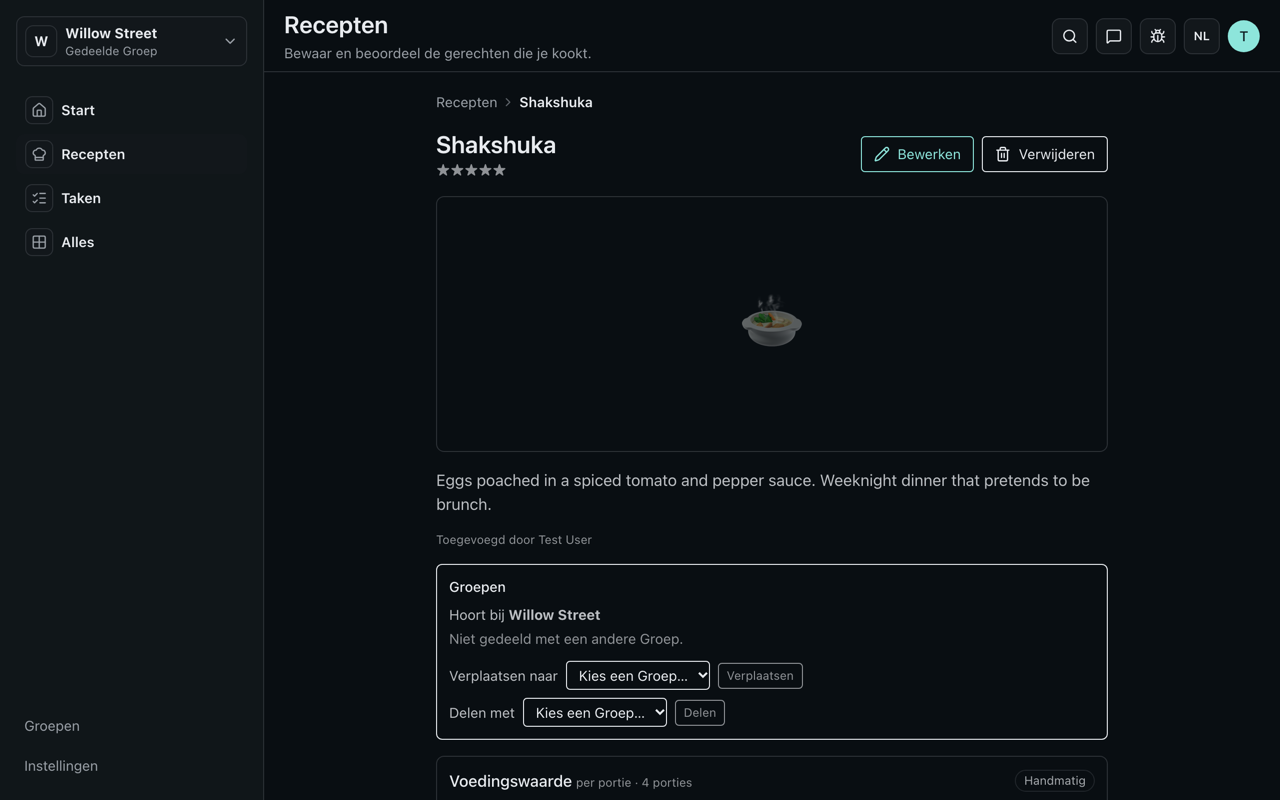 W
Willow Street
Gedeelde Groep
Start
Recepten
Taken
Alles
Groepen
Instellingen
Recepten
Bewaar en beoordeel de gerechten die je kookt.
NL
T
Recepten > Shakshuka
Shakshuka
Bewerken
Verwijderen
Eggs poached in a spiced tomato and pepper sauce. Weeknight dinner that pretends to be
brunch.
Toegevoegd door Test User
Groepen
Hoort bij Willow Street
Niet gedeeld met een andere Groep.
Verplaatsen naar Kies een Groep... Verplaatsen
Delen met Kies een Groep... Delen
Voedingswaarde per portie · 4 porties Handmatig